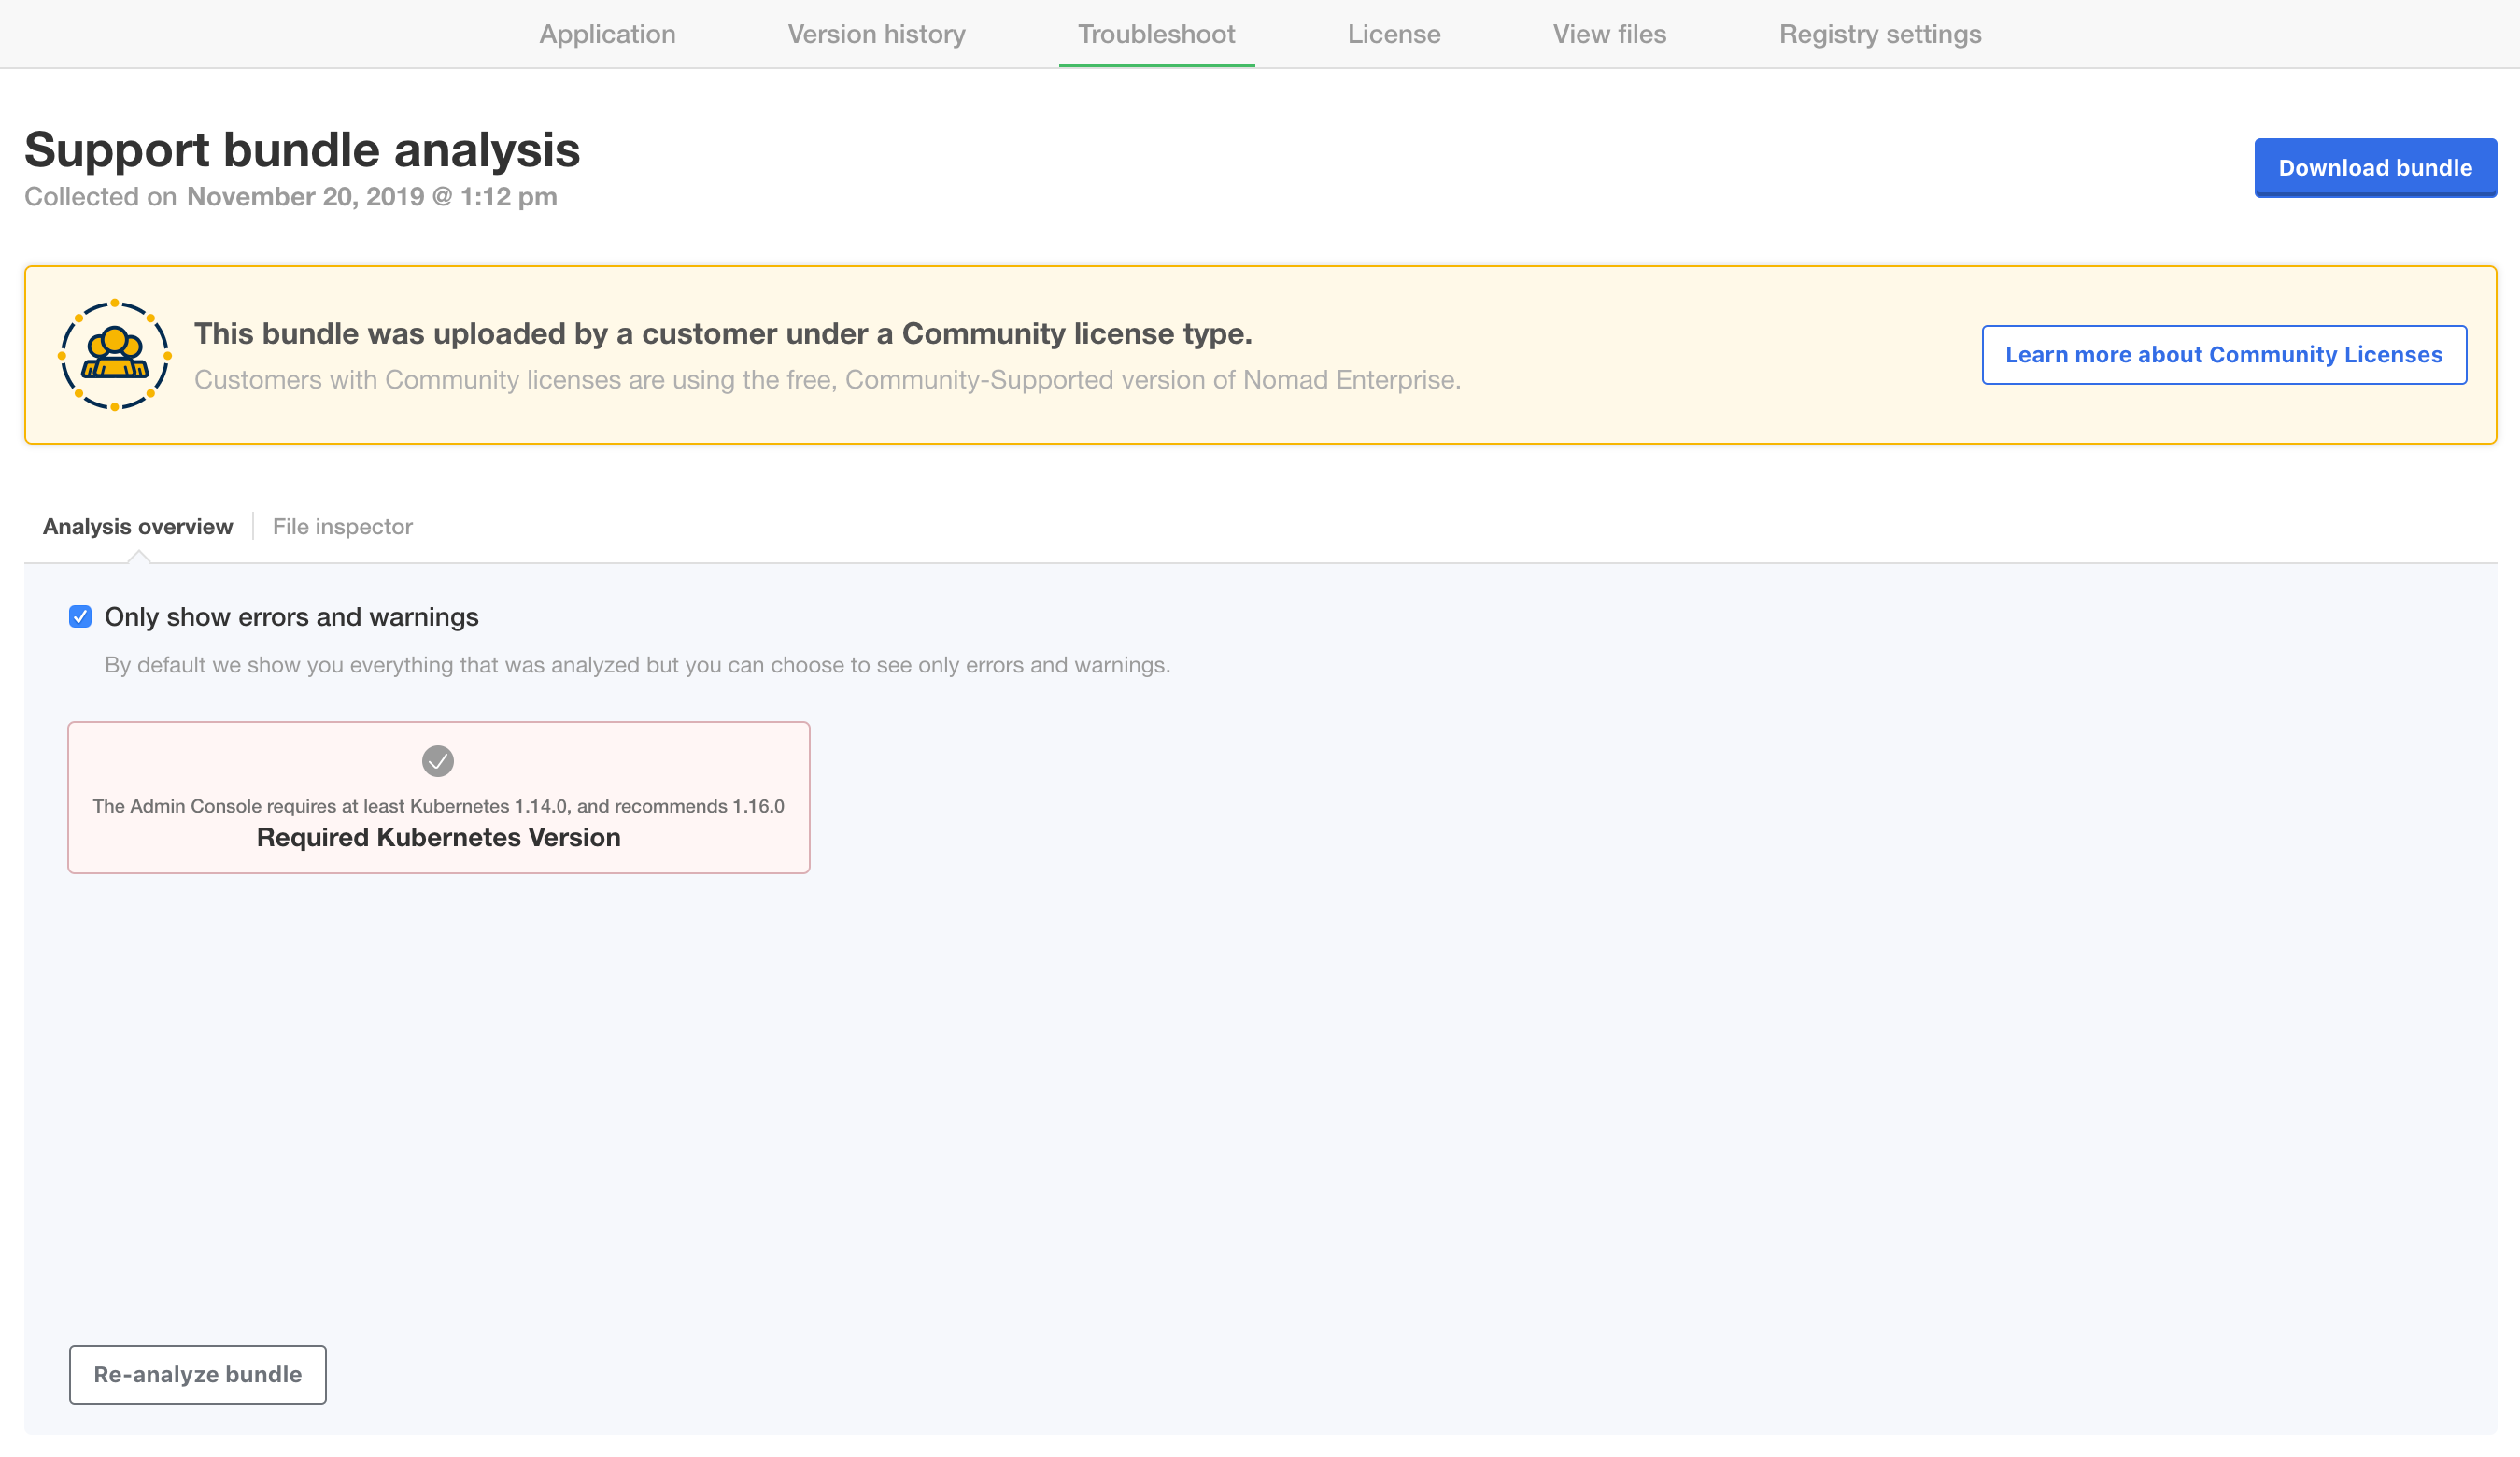 Application Version history Troubleshoot License View files Registry settings
Support bundle analysis
Collected on November 20, 2019 @ 1:12 pm
Download bundle
This bundle was uploaded by a customer under a Community license type.
Customers with Community licenses are using the free, Community-Supported version of Nomad Enterprise.
Learn more about Community Licenses
Analysis overview File inspector
Only show errors and warnings
By default we show you everything that was analyzed but you can choose to see only errors and warnings.
The Admin Console requires at least Kubernetes 1.14.0, and recommends 1.16.0
Required Kubernetes Version
Re-analyze bundle